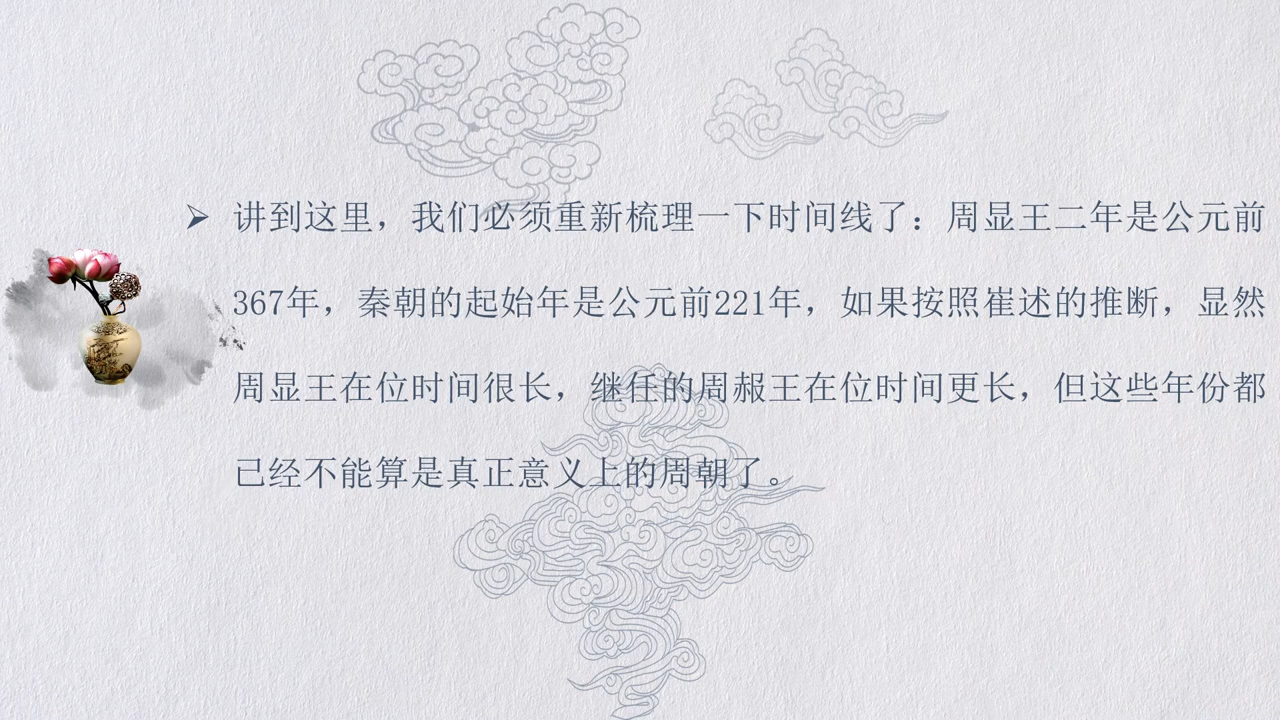 讲到这里，我们必须重新梳理一下时间线了：周显王二年是公元前
367年，秦朝的起始年是公元前221年，如果按照崔述的推断，显然
周显王在位时间很长，继任的周赧王在位时间更长，但这些年份都
已经不能算是真正意义上的周朝了。